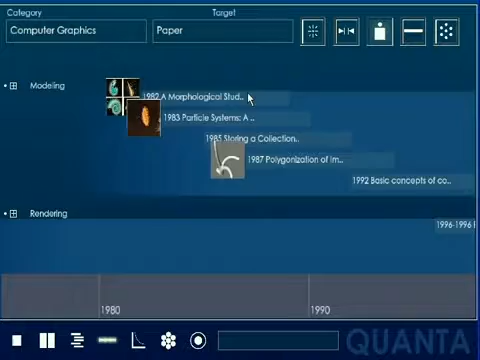 Category
Target
Computer Graphics
Paper
Modeling
1982 A Morphological Stud..
1983 Particle Systems: A ..
1985 Storing a Collection..
1987 Polygonization of Im..
1992 Basic concepts of co..
Rendering
1996-1996
1980
1990
QUANTA